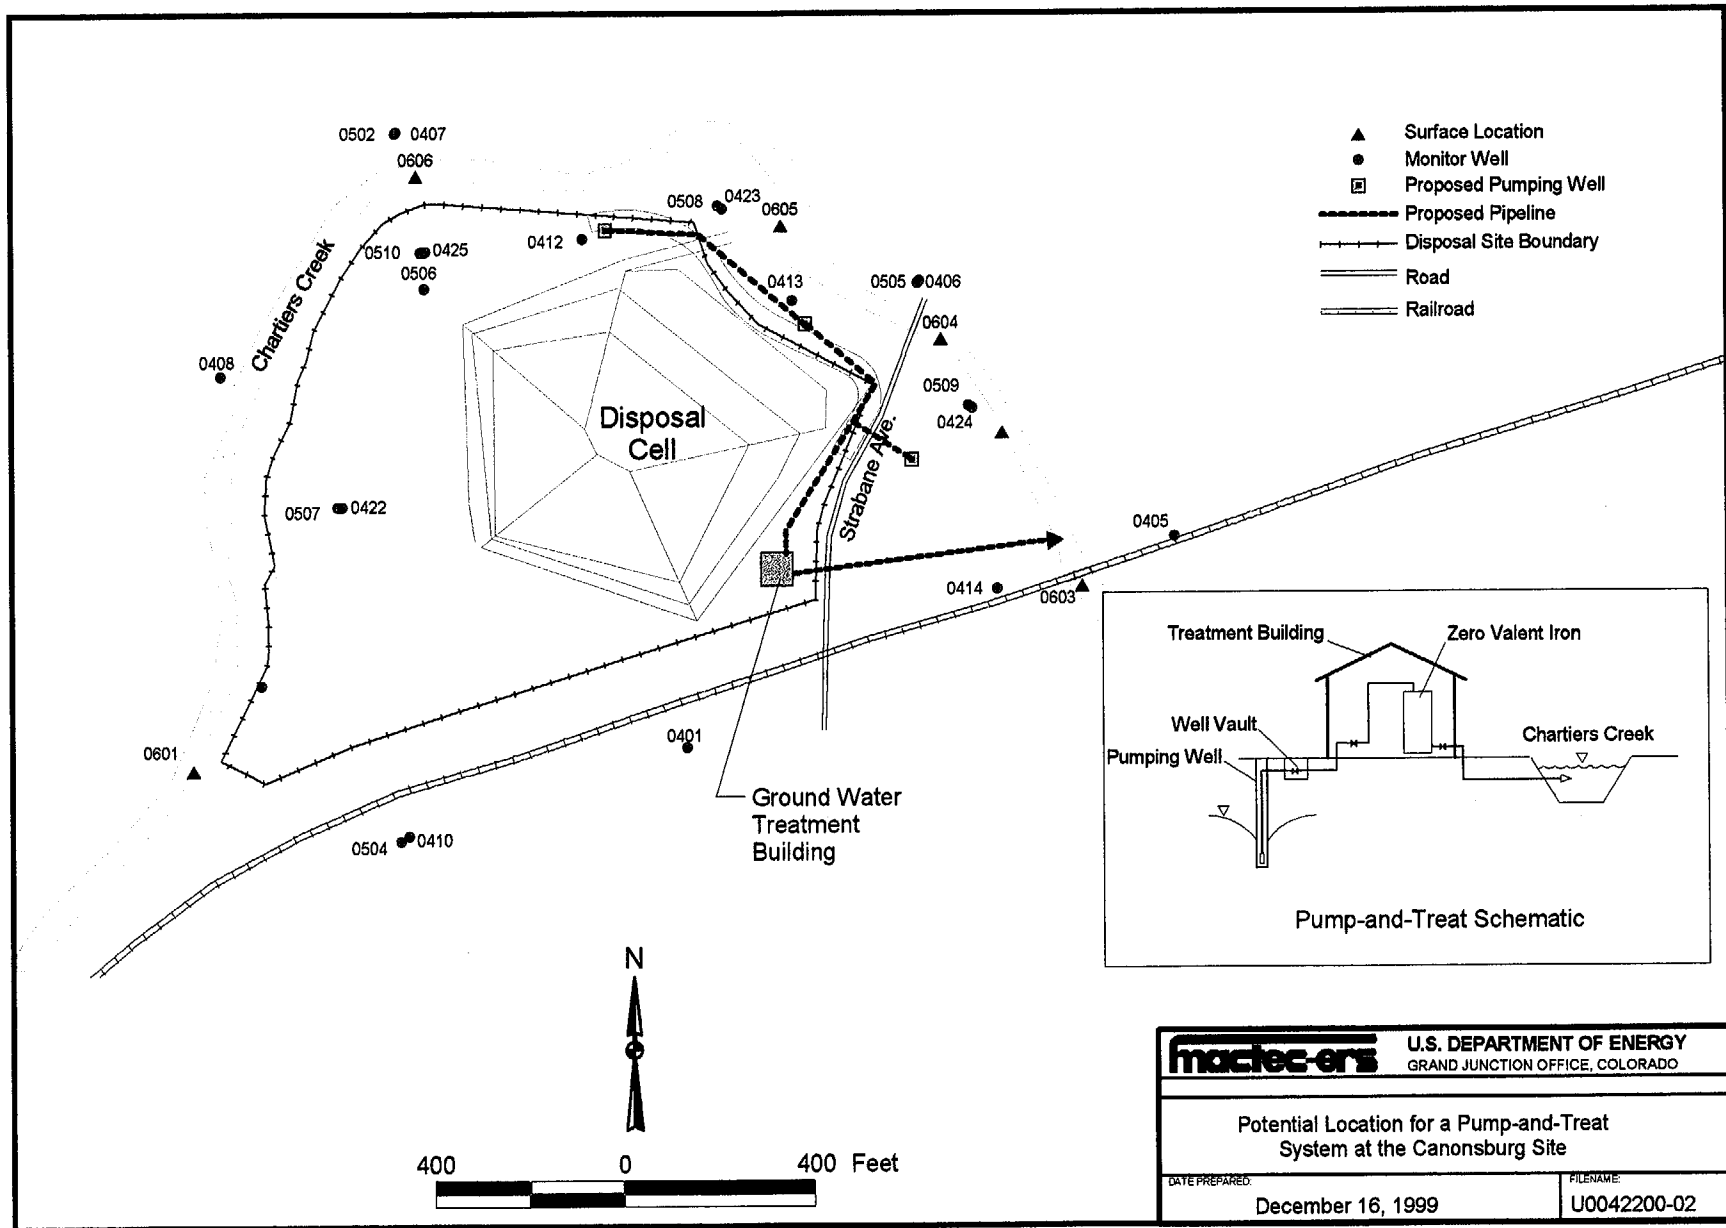 0502
0407
0606
0508
0423
0605
0412
0510
0425
0506
0413
0505
0406
0604
0408
0509
0424
0507
0422
0405
0414
0603
0601
0401
0504
0410
Chartiers Creek
Disposal
Cell
Strabane Ave.
Ground Water
Treatment
Building
Surface Location
Monitor Well
Proposed Pumping Well
Proposed Pipeline
Disposal Site Boundary
Road
Railroad
Treatment Building
Zero Valent Iron
Well Vault
Chartiers Creek
Pumping Well
Pump-and-Treat Schematic
N
400
0
400 Feet
mactec-ers
U.S. DEPARTMENT OF ENERGY
GRAND JUNCTION OFFICE, COLORADO
Potential Location for a Pump-and-Treat
System at the Canonsburg Site
DATE PREPARED:
December 16, 1999
FILENAME:
U0042200-02